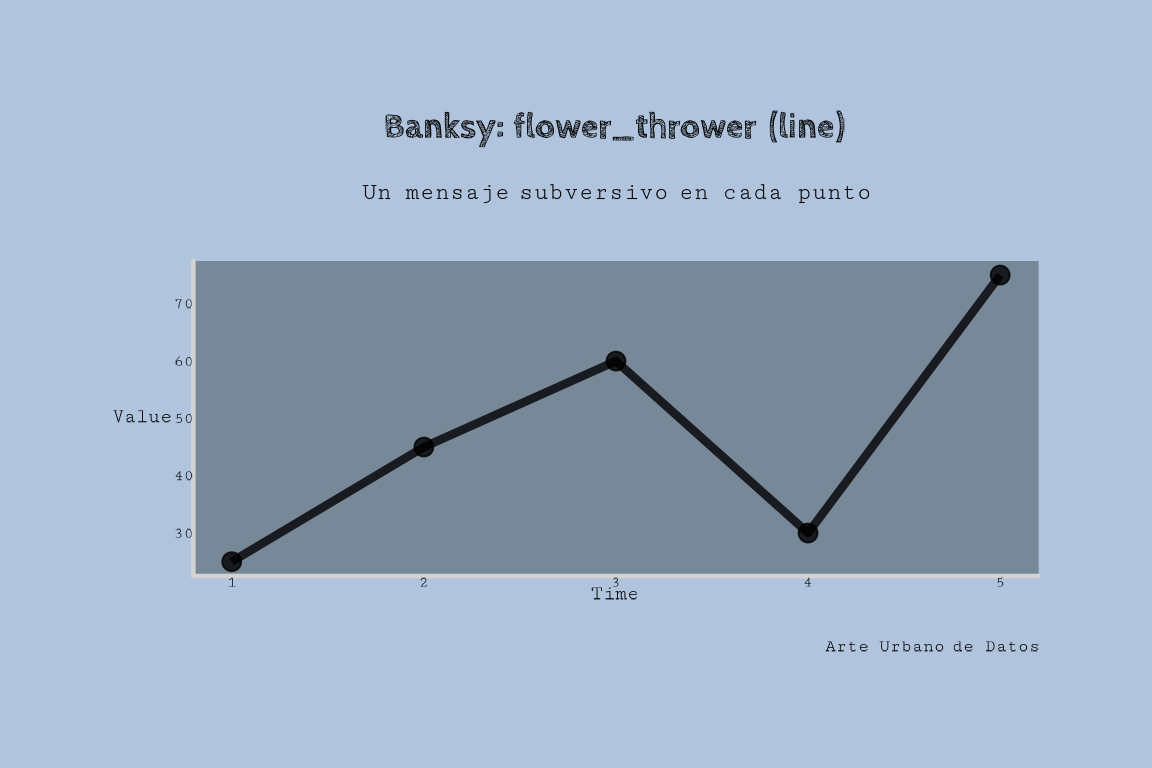 Banksy: flower_thrower (line)
Un mensaje subversivo en cada punto
70
60
Value 50
40
30
1 2 3 4 5
Time
Arte Urbano de Datos